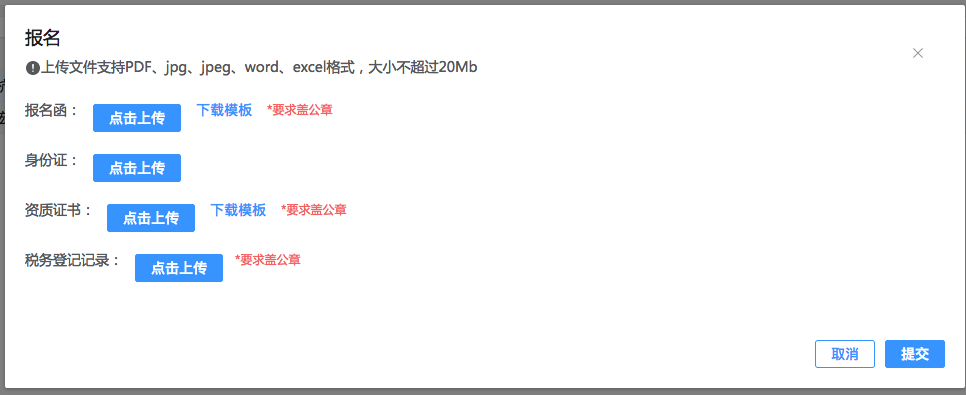 报名
上传文件支持PDF、jpg、jpeg、word、excel格式，大小不超过20Mb
报名函： 点击上传 下载模板 *要求盖公章
身份证： 点击上传
资质证书： 点击上传 下载模板 *要求盖公章
税务登记记录： 点击上传 *要求盖公章
取消 提交